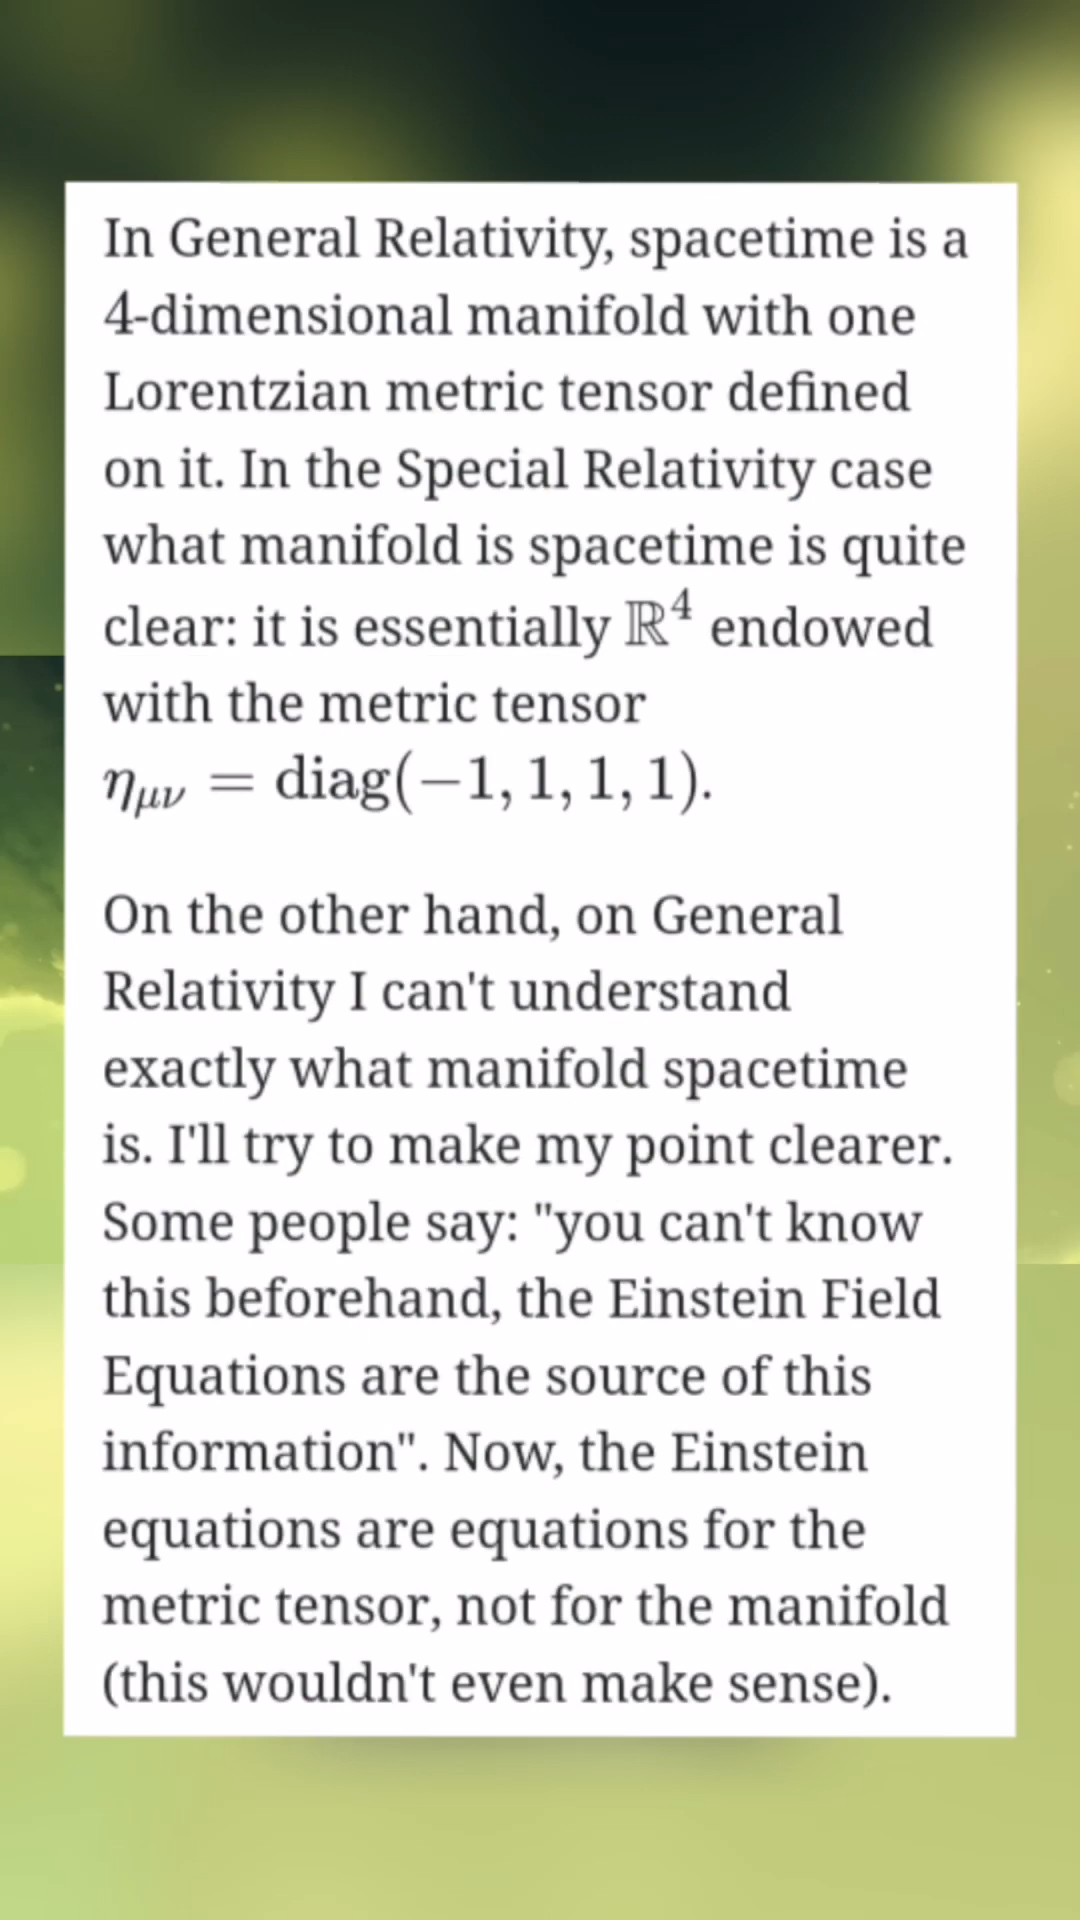 In General Relativity, spacetime is a
4-dimensional manifold with one
Lorentzian metric tensor defined
on it. In the Special Relativity case
what manifold is spacetime is quite
clear: it is essentially ℝ⁴ endowed
with the metric tensor
η_μν = diag(−1, 1, 1, 1).
On the other hand, on General
Relativity I can't understand
exactly what manifold spacetime
is. I'll try to make my point clearer.
Some people say: "you can't know
this beforehand, the Einstein Field
Equations are the source of this
information". Now, the Einstein
equations are equations for the
metric tensor, not for the manifold
(this wouldn't even make sense).